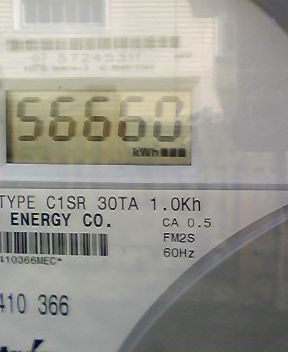 56660
kWh
TYPE C1SR 30TA 1.0Kh
ENERGY CO. CA 0.5
FM2S
410366MEC* 60Hz
410 366